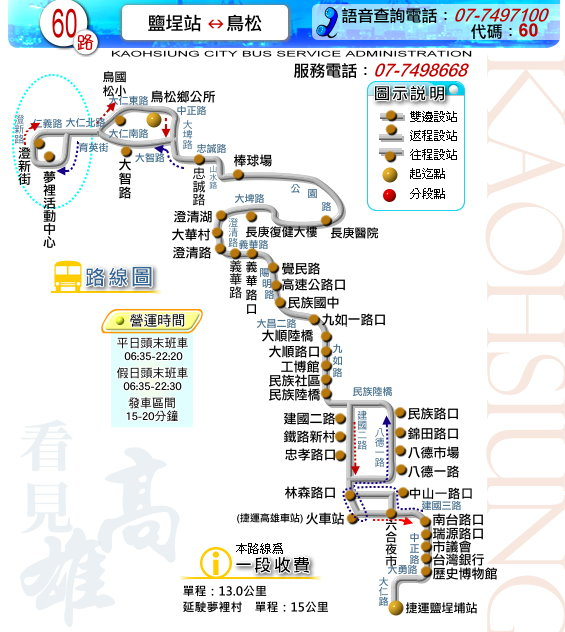 60路
鹽埕站↔鳥松
語音查詢電話：07-7497100
代碼：60
KAOHSIUNG CITY BUS SERVICE ADMINISTRATION
服務電話：07-7498668
圖示說明
雙邊設站
返程設站
往程設站
起迄點
分段點
鳥松國小
大仁東路
鳥松鄉公所
中正路
大埤路
澄新路
仁義路
大仁北路
大仁南路
育英街
大智路
大智路
澄新街
夢裡活動中心
忠誠路
忠誠路
山水路
棒球場
公園路
大埤路
澄清湖
長庚復健大樓
長庚醫院
大華村
澄清路
澄清路
義華路
義華路
義華路口
陽明路
覺民路
高速公路口
民族國中
路線圖
營運時間
平日頭末班車
06:35-22:20
假日頭末班車
06:35-22:30
發車區間
15-20分鐘
大昌二路
九如一路口
大順陸橋
大順路口
九如路
工博館
民族社區
民族陸橋
民族陸橋
建國二路
建國二路
八德一路
民族路口
鐵路新村
錦田路口
忠孝路口
八德市場
八德一路
林森路口
中山一路口
建國三路
(捷運高雄車站)火車站
六合夜市
南台路口
瑞源路口
中正路
市議會
台灣銀行
大勇路
歷史博物館
大仁路
捷運鹽埕埔站
本路線為
一段收費
單程：13.0公里
延駛夢裡村 單程：15公里
看見高雄
KAOHSIUNG